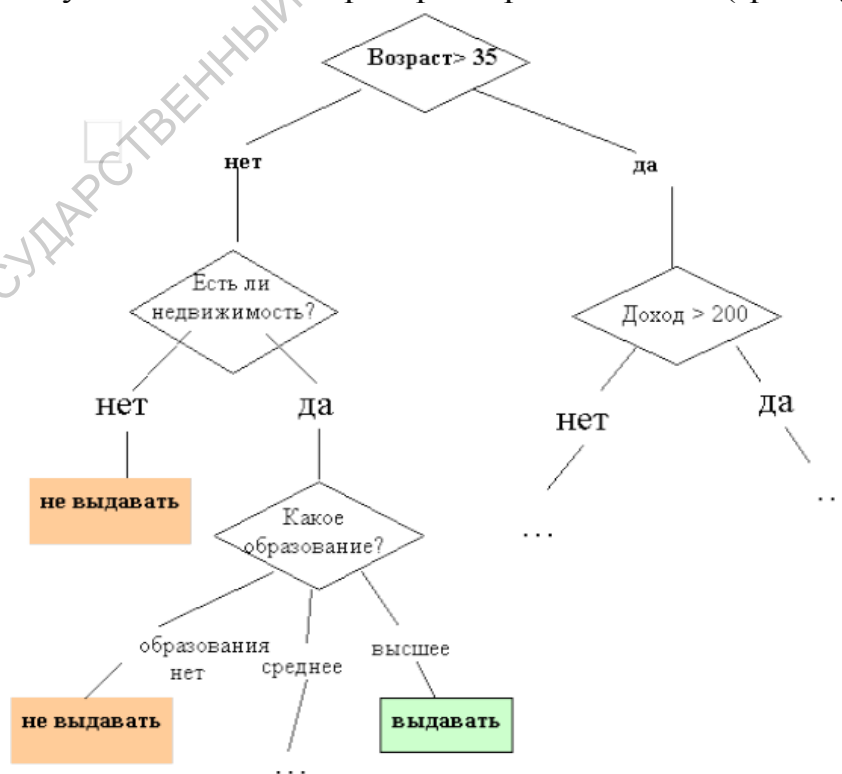 СУДАРСТВЕННЫЙ
Возраст> 35
нет
да
Есть ли
недвижимость?
Доход > 200
нет
да
нет
да
не выдавать
Какое
образование?
...
..
образования
нет
среднее
высшее
не выдавать
выдавать
...